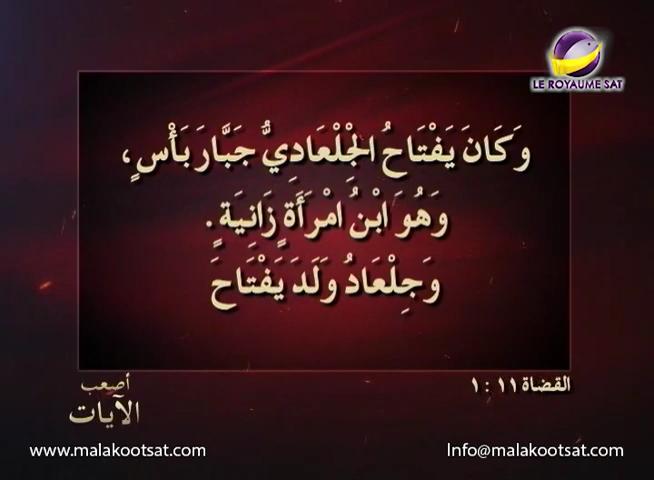 LE ROYAUME SAT
وَكَانَ يَفْتَاحُ الْجِلْعَادِيُّ جَبَّارَ بَأْسٍ،
وَهُوَ ابْنُ امْرَأَةٍ زَانِيَةٍ.
وَجِلْعَادُ وَلَدَ يَفْتَاحَ
القضاة ١١ : ١
أصعب
الآيات
www.malakootsat.com
Info@malakootsat.com